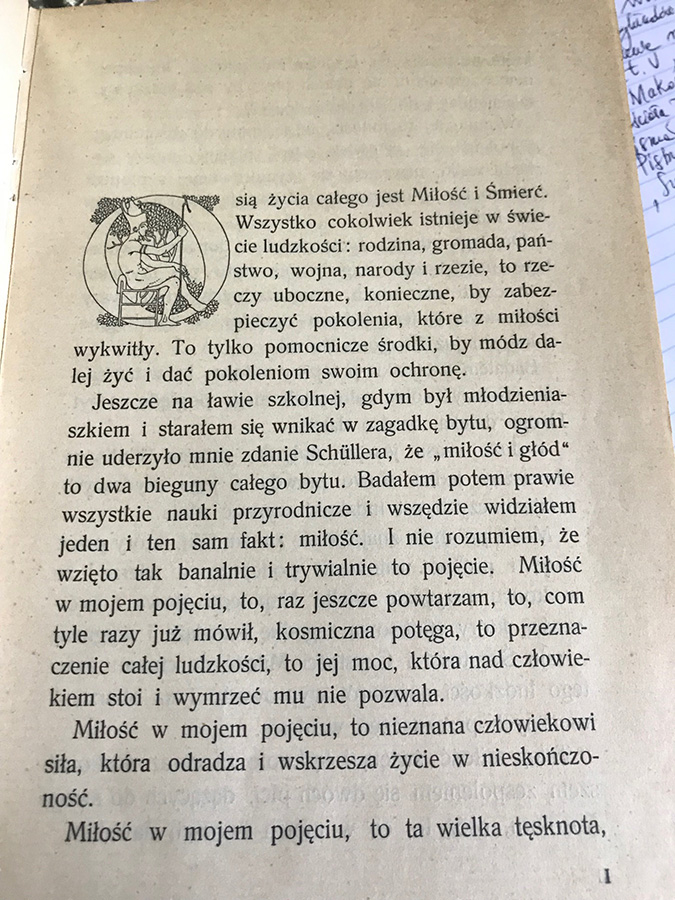 Osią życia całego jest Miłość i Śmierć.
Wszystko cokolwiek istnieje w świe-
cie ludzkości: rodzina, gromada, pań-
stwo, wojna, narody i rzezie, to rze-
czy uboczne, konieczne, by zabez-
pieczyć pokolenia, które z miłości
wykwitły. To tylko pomocnicze środki, by módz da-
lej żyć i dać pokoleniom swoim ochronę.
Jeszcze na ławie szkolnej, gdym był młodzienia-
szkiem i starałem się wnikać w zagadkę bytu, ogrom-
nie uderzyło mnie zdanie Schüllera, że „miłość i głód“
to dwa bieguny całego bytu. Badałem potem prawie
wszystkie nauki przyrodnicze i wszędzie widziałem
jeden i ten sam fakt: miłość. I nie rozumiem, że
wzięto tak banalnie i trywialnie to pojęcie. Miłość
w mojem pojęciu, to, raz jeszcze powtarzam, to, com
tyle razy już mówił, kosmiczna potęga, to przezna-
czenie całej ludzkości, to jej moc, która nad człowie-
kiem stoi i wymrzeć mu nie pozwala.
Miłość w mojem pojęciu, to nieznana człowiekowi
siła, która odradza i wskrzesza życie w nieskończo-
ność.
Miłość w mojem pojęciu, to ta wielka tęsknota,
1